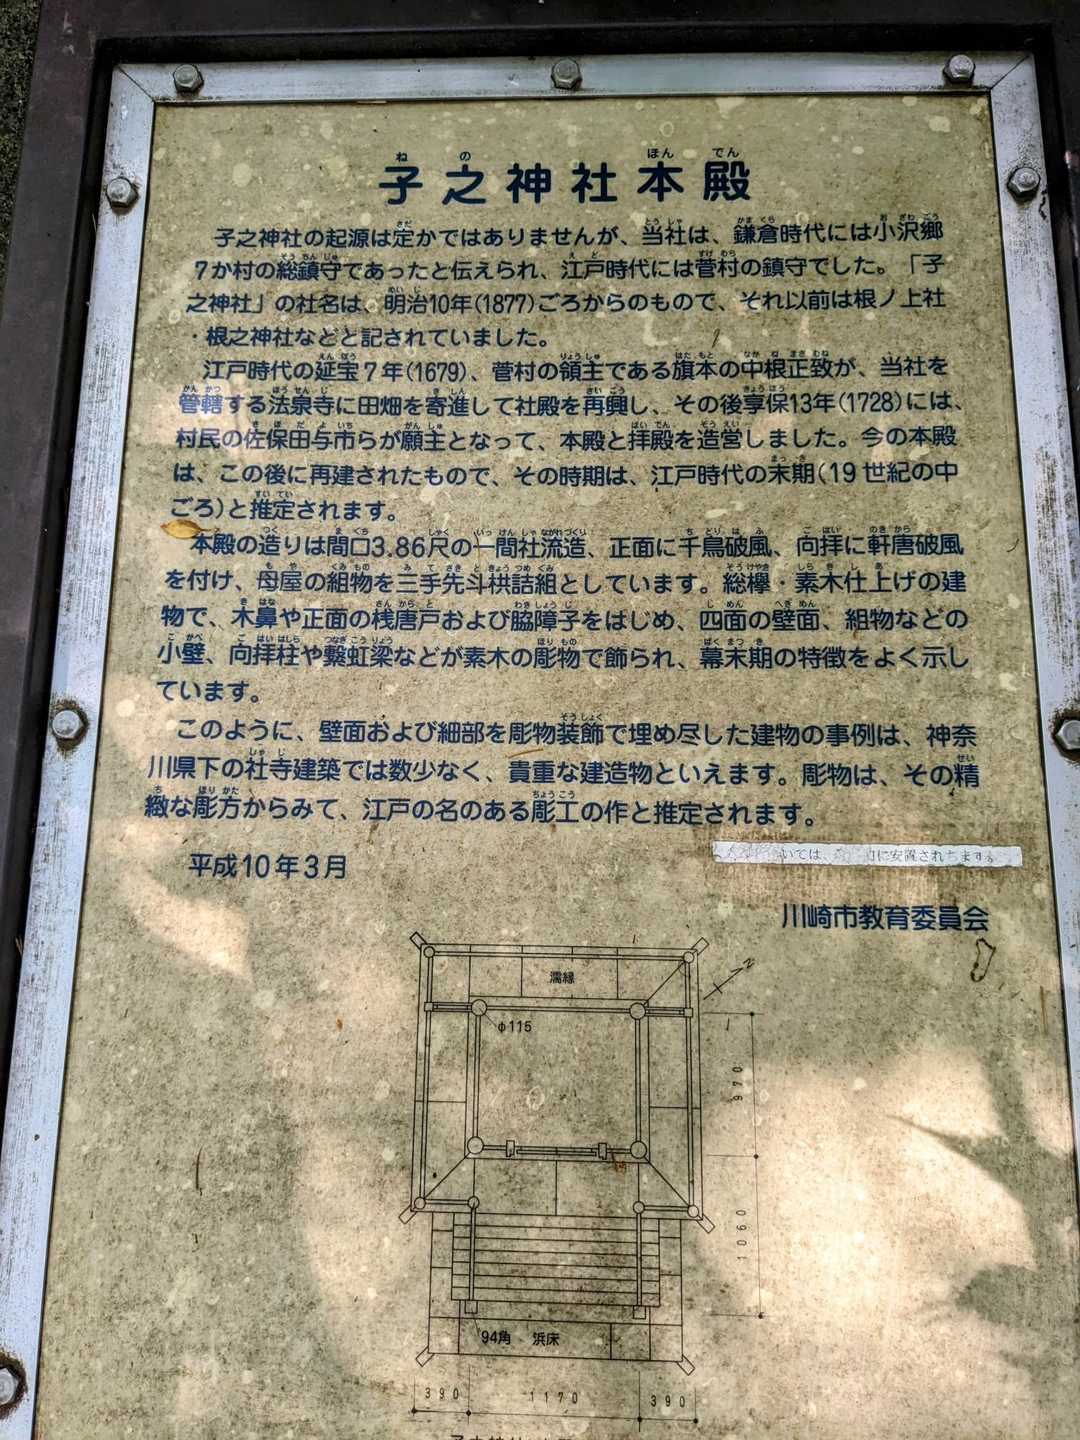 子之神社本殿
子之神社の起源は定かではありませんが、当社は、鎌倉時代には小沢郷
7か村の総鎮守であったと伝えられ、江戸時代には菅村の鎮守でした。「子
之神社」の社名は、明治10年(1877)ごろからのもので、それ以前は根ノ上社
・根之神社などと記されていました。
江戸時代の延宝7年(1679)、菅村の領主である旗本の中根正致が、当社を
管轄する法泉寺に田畑を寄進して社殿を再興し、その後享保13年(1728)には、
村民の佐保田与市らが願主となって、本殿と拝殿を造営しました。今の本殿
は、この後に再建されたもので、その時期は、江戸時代の末期(19世紀の中
ごろ)と推定されます。
本殿の造りは間口3.86尺の一間社流造、正面に千鳥破風、向拝に軒唐破風
を付け、母屋の組物を三手先斗栱詰組としています。総欅・素木仕上げの建
物で、木鼻や正面の桟唐戸および脇障子をはじめ、四面の壁面、組物などの
小壁、向拝柱や繋虹梁などが素木の彫物で飾られ、幕末期の特徴をよく示し
ています。
このように、壁面および細部を彫物装飾で埋め尽した建物の事例は、神奈
川県下の社寺建築では数少なく、貴重な建造物といえます。彫物は、その精
緻な彫方からみて、江戸の名のある彫工の作と推定されます。
いては、 に安置されます。
平成10年3月
川崎市教育委員会
濡縁
N
φ115
970
1060
94角 浜床
390 1170 390